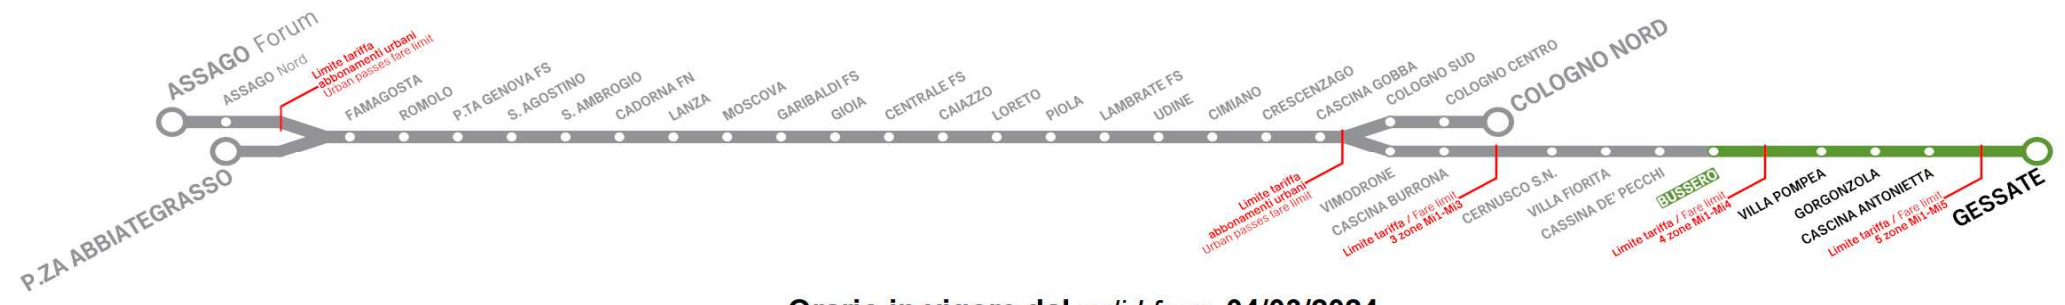 ASSAGO Forum
ASSAGO Nord
Limite tariffa
abbonamenti urbani
Urban passes fare limit
P.ZA ABBIATEGRASSO
FAMAGOSTA
ROMOLO
P.TA GENOVA FS
S. AGOSTINO
S. AMBROGIO
CADORNA FN
LANZA
MOSCOVA
GARIBALDI FS
GIOIA
CENTRALE FS
CAIAZZO
LORETO
PIOLA
LAMBRATE FS
UDINE
CIMIANO
CRESCENZAGO
CASCINA GOBBA
COLOGNO SUD
COLOGNO CENTRO
COLOGNO NORD
Limite tariffa
abbonamenti urbani
Urban passes fare limit
VIMODRONE
CASCINA BURRONA
Limite tariffa / Fare limit
3 zone Mi1-Mi3
CERNUSCO S.N.
VILLA FIORITA
CASSINA DE' PECCHI
BUSSERO
Limite tariffa / Fare limit
4 zone Mi1-Mi4
VILLA POMPEA
GORGONZOLA
CASCINA ANTONIETTA
Limite tariffa / Fare limit
5 zone Mi1-Mi5
GESSATE